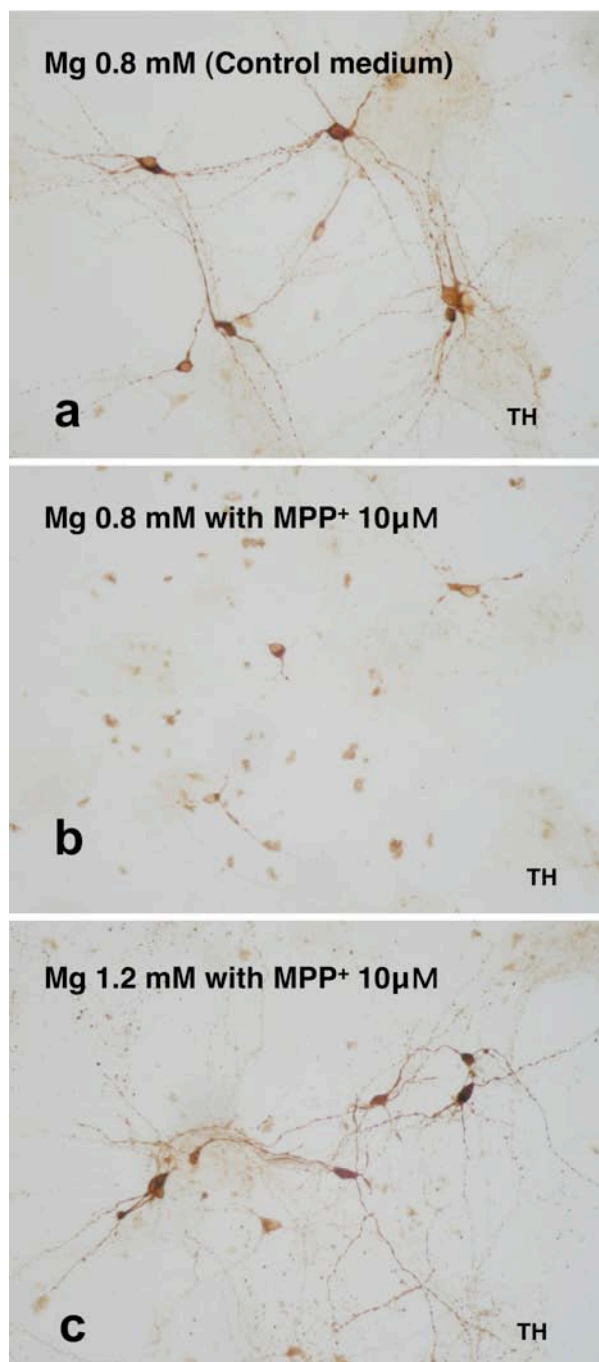 Mg 0.8 mM (Control medium)
a
TH
Mg 0.8 mM with MPP⁺ 10μM
b
TH
Mg 1.2 mM with MPP⁺ 10μM
c
TH